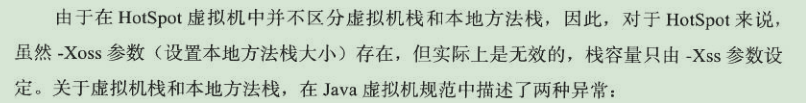 由于在 HotSpot 虚拟机中并不区分虚拟机栈和本地方法栈，因此，对于 HotSpot 来说，
虽然 -Xoss 参数（设置本地方法栈大小）存在，但实际上是无效的，栈容量只由 -Xss 参数设
定。关于虚拟机栈和本地方法栈，在 Java 虚拟机规范中描述了两种异常：